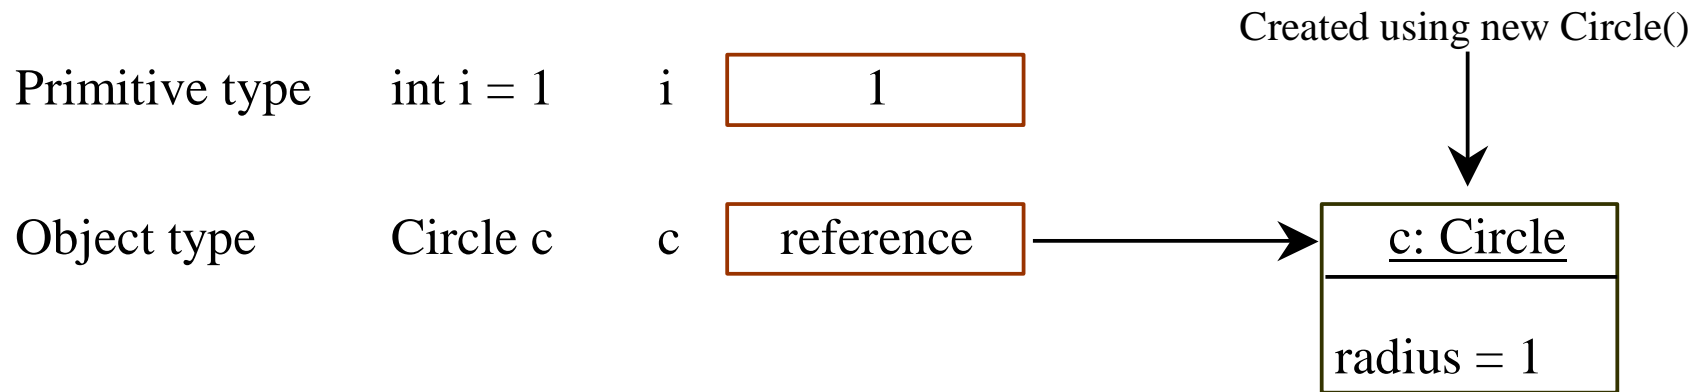 Created using new Circle()
Primitive type int i = 1 i 1
Object type Circle c c reference c: Circle
radius = 1